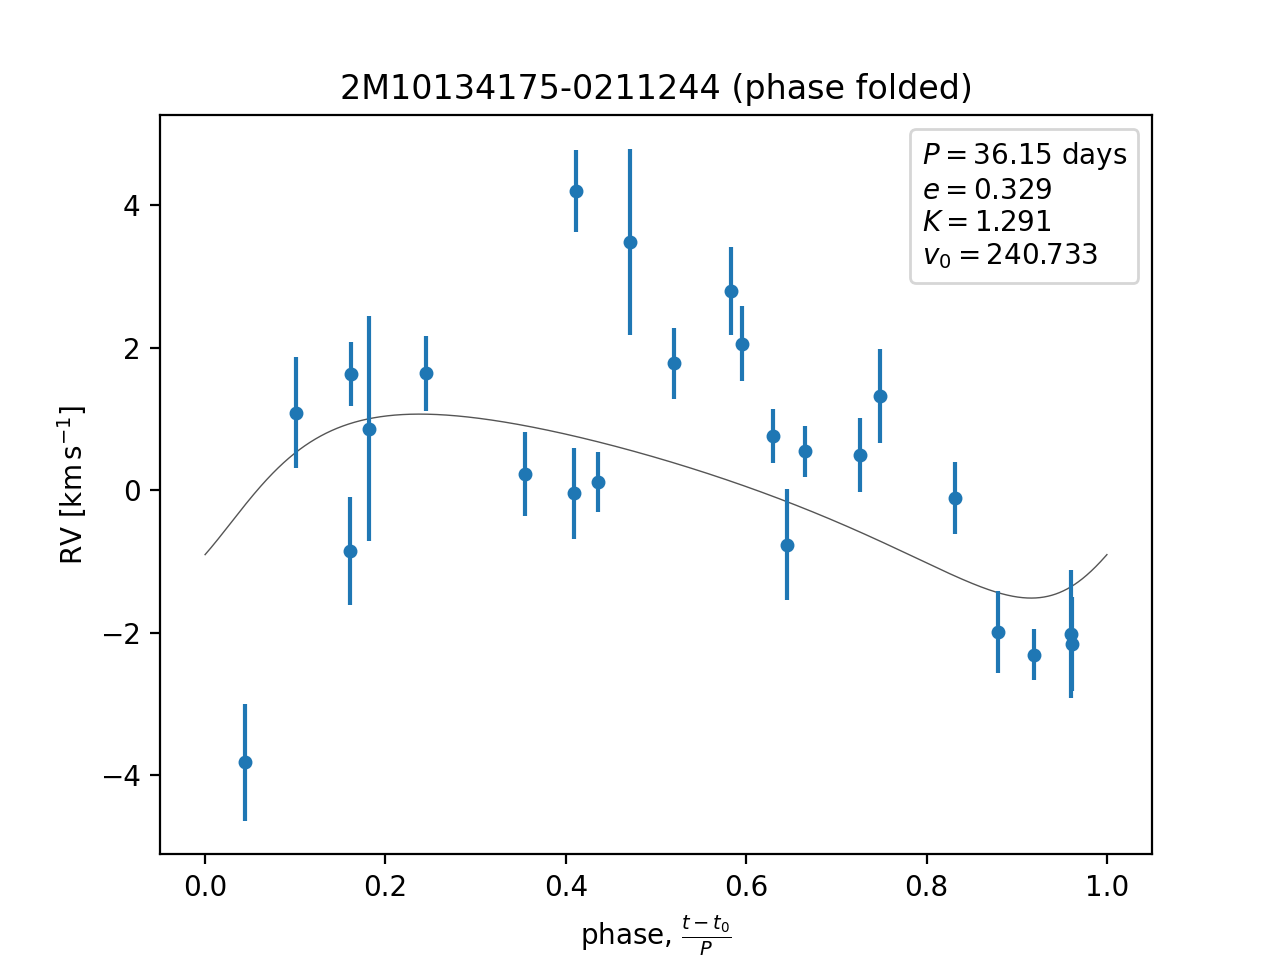 2M10134175-0211244 (phase folded)
P = 36.15 days
e = 0.329
K = 1.291
v₀ = 240.733
4
2
0
−2
−4
RV [km s⁻¹]
0.0 0.2 0.4 0.6 0.8 1.0
phase, (t − t₀)/P